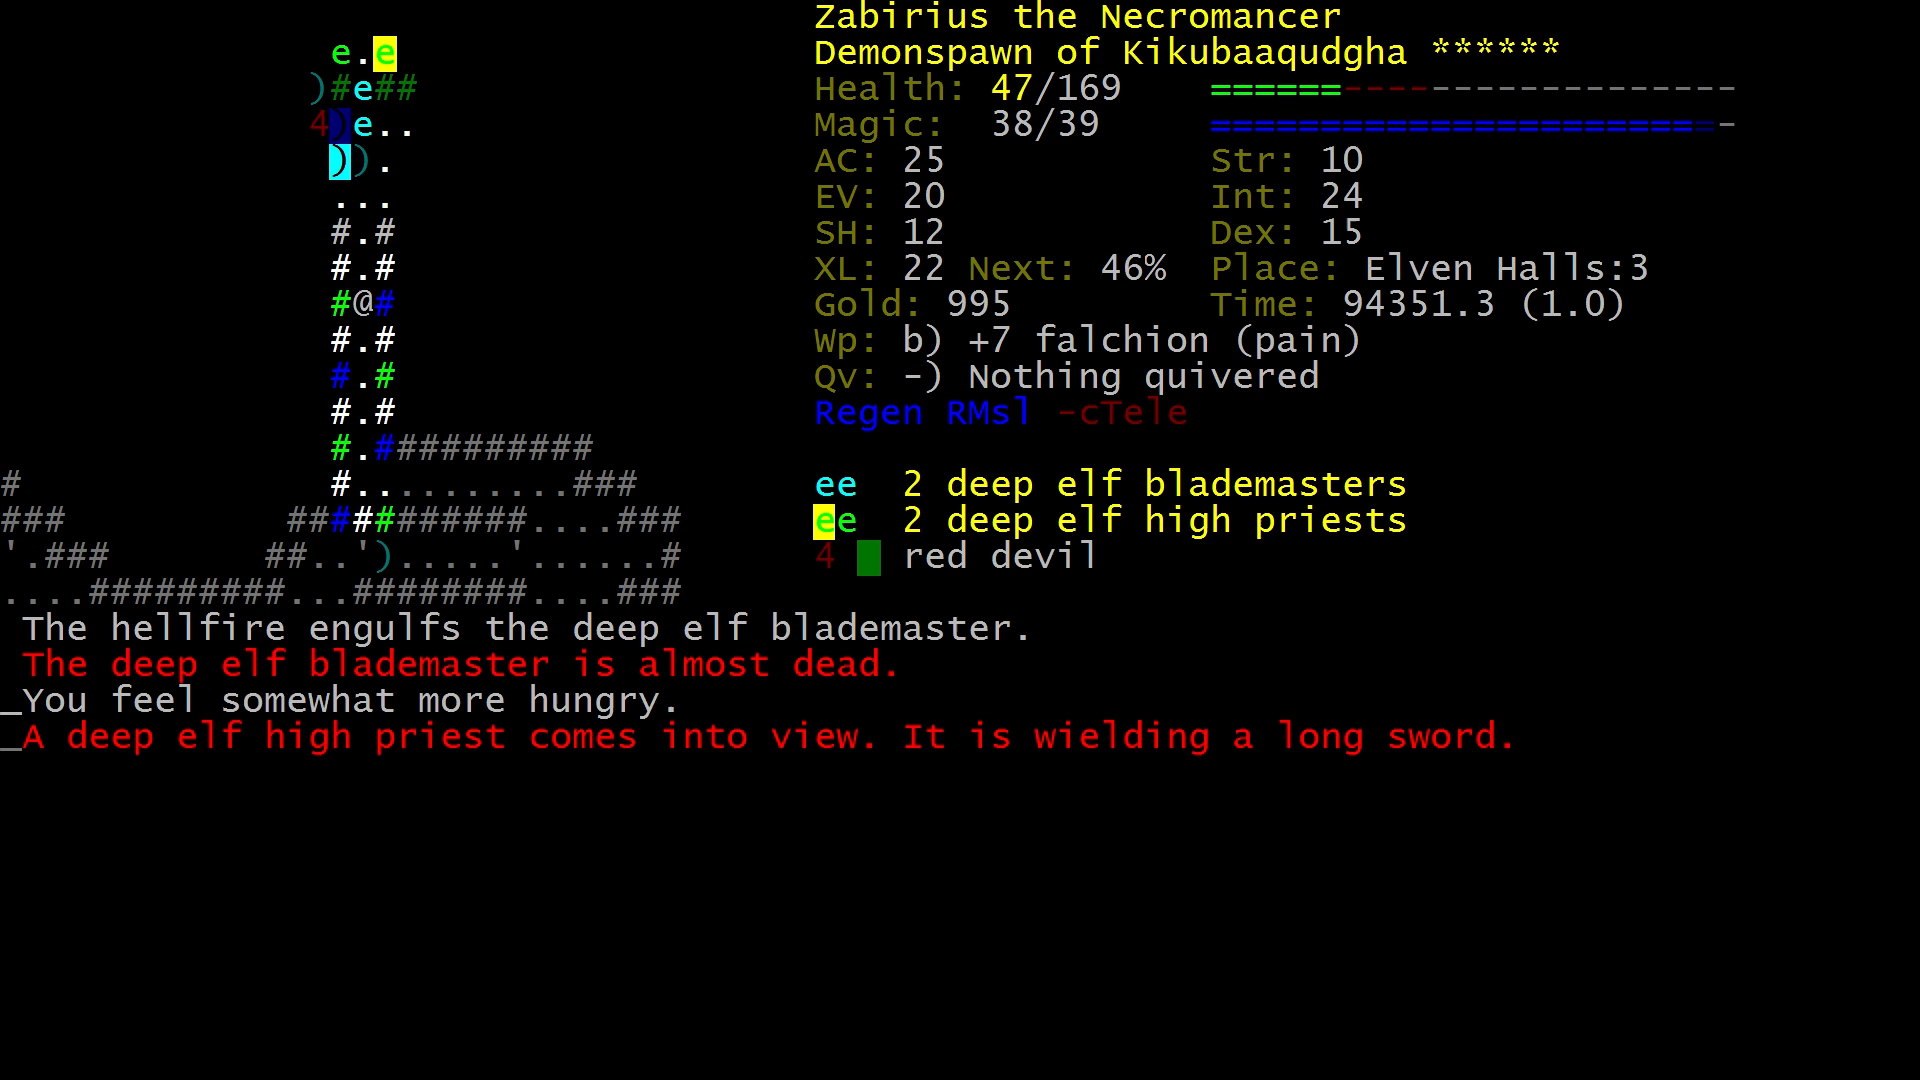 Zabirius the Necromancer
e.e Demonspawn of Kikubaaqudgha ******
)#e## Health: 47/169 ======------------------
4)e.. Magic: 38/39 =======================-
)). AC: 25 Str: 10
... EV: 20 Int: 24
#.# SH: 12 Dex: 15
#.# XL: 22 Next: 46% Place: Elven Halls:3
#@# Gold: 995 Time: 94351.3 (1.0)
#.# Wp: b) +7 falchion (pain)
#.# Qv: -) Nothing quivered
#.# Regen RMsl -cTele
#.##########
# #..........### ee 2 deep elf blademasters
### ##########....### ee 2 deep elf high priests
'.### ##..').....'......# 4 red devil
....#########...########....###
The hellfire engulfs the deep elf blademaster.
The deep elf blademaster is almost dead.
_You feel somewhat more hungry.
_A deep elf high priest comes into view. It is wielding a long sword.